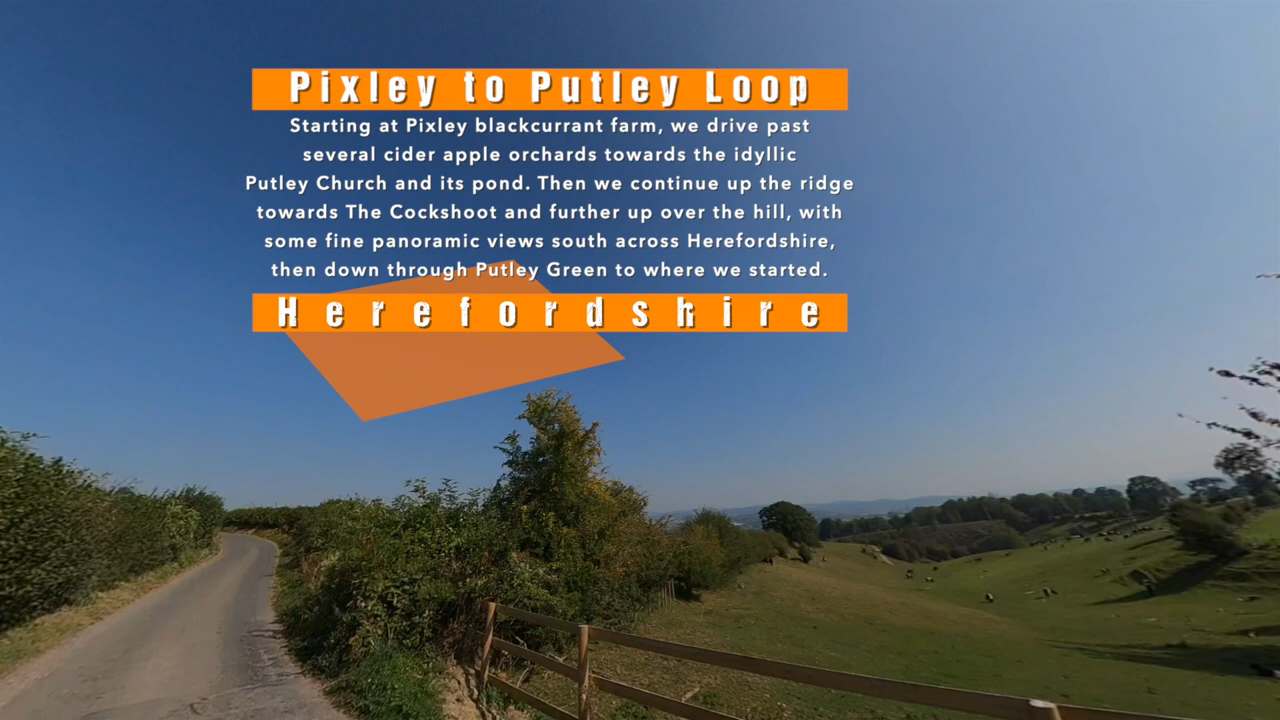 Pixley to Putley Loop
Starting at Pixley blackcurrant farm, we drive past
several cider apple orchards towards the idyllic
Putley Church and its pond. Then we continue up the ridge
towards The Cockshoot and further up over the hill, with
some fine panoramic views south across Herefordshire,
then down through Putley Green to where we started.
Herefordshire